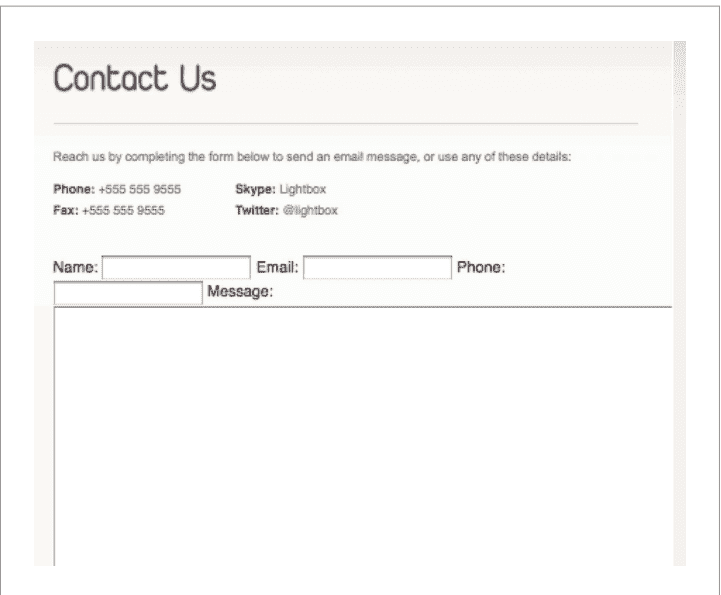 Contact Us
Reach us by completing the form below to send an email message, or use any of these details:
Phone: +555 555 9555 Skype: Lightbox
Fax: +555 555 9555 Twitter: @lightbox
Name: Email: Phone:
Message: